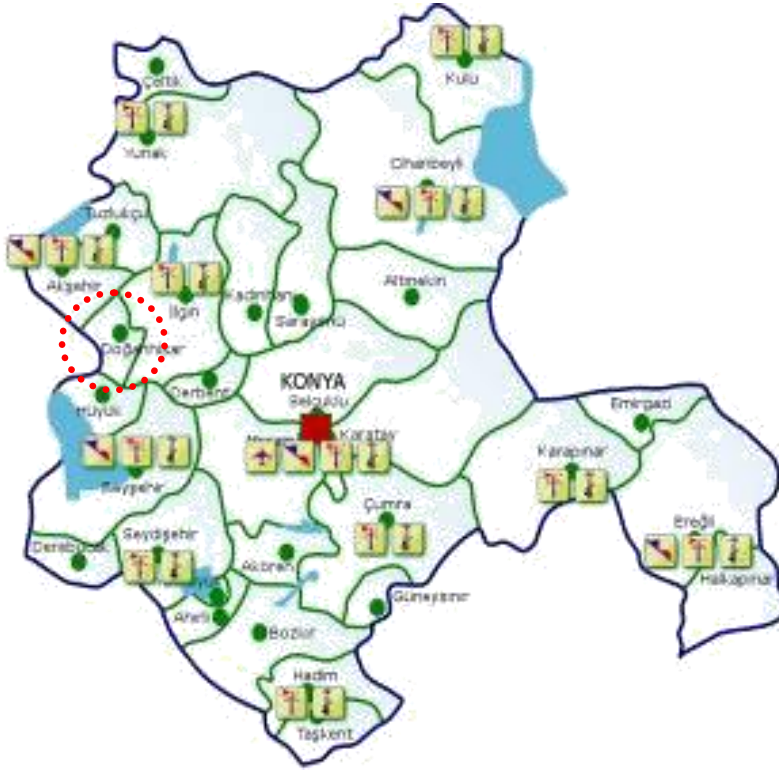 Kulu
Çeltik
Yunak
Cihanbeyli
Tuzlukçu
Akşehir
Altınekin
Ilgın
Kadınhanı
Sarayönü
Doğanhisar
Derbent
KONYA
Selçuklu
Hüyük
Emirgazi
Karatay
Karapınar
Beyşehir
Çumra
Ereğli
Seydişehir
Derebucak
Akören
Halkapınar
Güneysınır
Ahırlı
Bozkır
Hadim
Taşkent